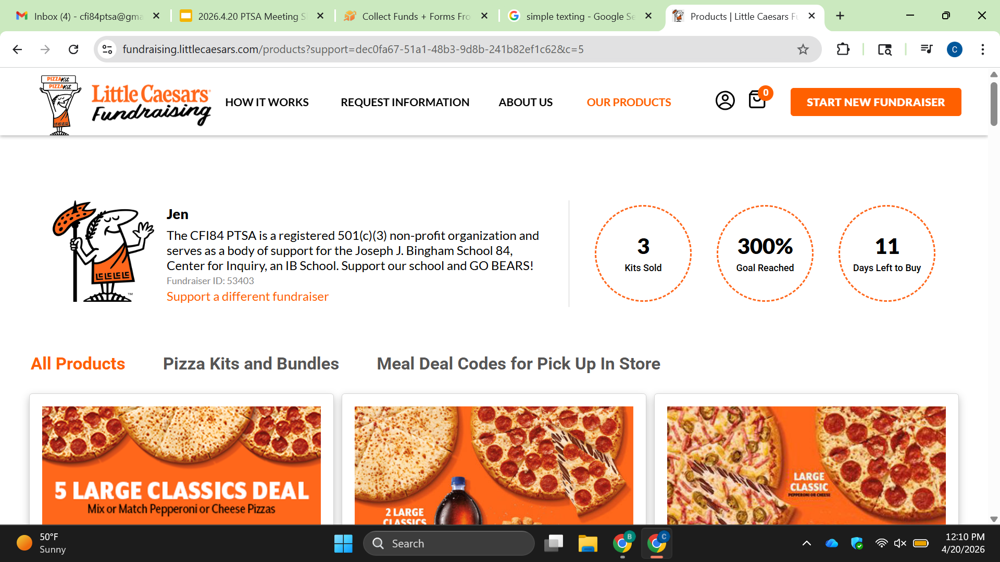 Inbox (4) - cfi84ptsa@gma
2026.4.20 PTSA Meeting S
Collect Funds + Forms Fro
simple texting - Google Se
Products | Little Caesars Fu
fundraising.littlecaesars.com/products?support=dec0fa67-51a1-48b3-9d8b-241b82ef1c62&c=5
C
PIZZA Kit
PIZZA Kit
Little Caesars
Fundraising
HOW IT WORKS
REQUEST INFORMATION
ABOUT US
OUR PRODUCTS
0
START NEW FUNDRAISER
Jen
The CFI84 PTSA is a registered 501(c)(3) non-profit organization and
serves as a body of support for the Joseph J. Bingham School 84,
Center for Inquiry, an IB School. Support our school and GO BEARS!
Fundraiser ID: 53403
Support a different fundraiser
3
Kits Sold
300%
Goal Reached
11
Days Left to Buy
All Products
Pizza Kits and Bundles
Meal Deal Codes for Pick Up In Store
5 LARGE CLASSICS DEAL
Mix or Match Pepperoni or Cheese Pizzas
2 LARGE
CLASSICS
LARGE
CLASSIC
PEPPERONI OR CHEESE
50°F
Sunny
Search
B
C
12:10 PM
4/20/2026